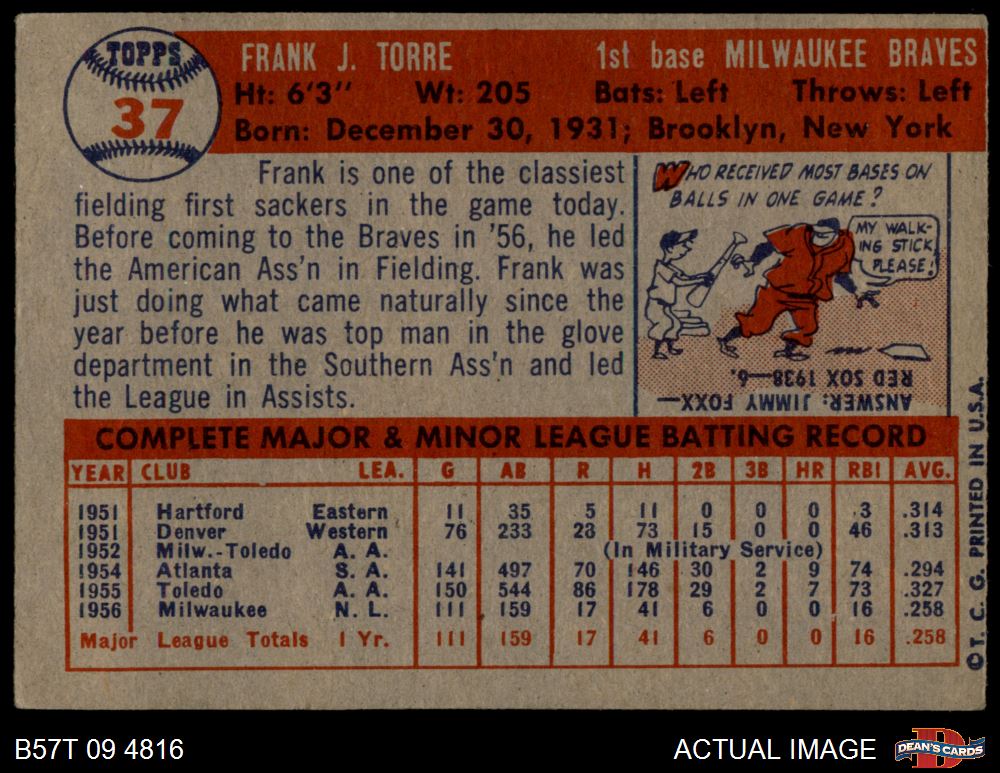 TOPPS
37
FRANK J. TORRE 1st base MILWAUKEE BRAVES
Ht: 6'3" Wt: 205 Bats: Left Throws: Left
Born: December 30, 1931; Brooklyn, New York
Frank is one of the classiest
fielding first sackers in the game today.
Before coming to the Braves in '56, he led
the American Ass'n in Fielding. Frank was
just doing what came naturally since the
year before he was top man in the glove
department in the Southern Ass'n and led
the League in Assists.
WHO RECEIVED MOST BASES ON
BALLS IN ONE GAME?
MY WALK-
ING STICK,
PLEASE!
ANSWER: JIMMY FOXX—
RED SOX 1938—6.
COMPLETE MAJOR & MINOR LEAGUE BATTING RECORD
YEAR CLUB LEA. G AB R H 2B 3B HR RBI AVG.
1951 Hartford Eastern 11 35 5 11 0 0 0 3 .314
1951 Denver Western 76 233 23 73 15 0 0 46 .313
1952 Milw.-Toledo A. A. (In Military Service)
1954 Atlanta S. A. 141 497 70 146 30 2 9 74 .294
1955 Toledo A. A. 150 544 86 178 29 2 7 73 .327
1956 Milwaukee N. L. 111 159 17 41 6 0 0 16 .258
Major League Totals 1 Yr. 111 159 17 41 6 0 0 16 .258
©T. C. G. PRINTED IN U.S.A.
B57T 09 4816 ACTUAL IMAGE
D
DEAN'S CARDS